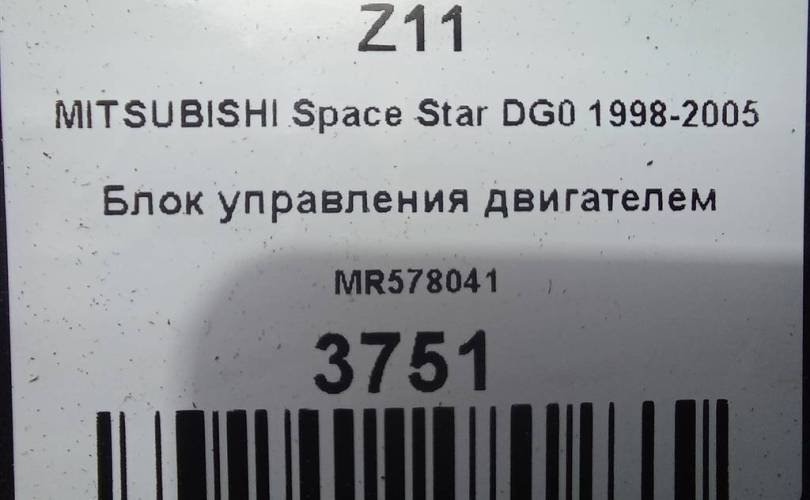 Z11
MITSUBISHI Space Star DG0 1998-2005
Блок управления двигателем
MR578041
3751